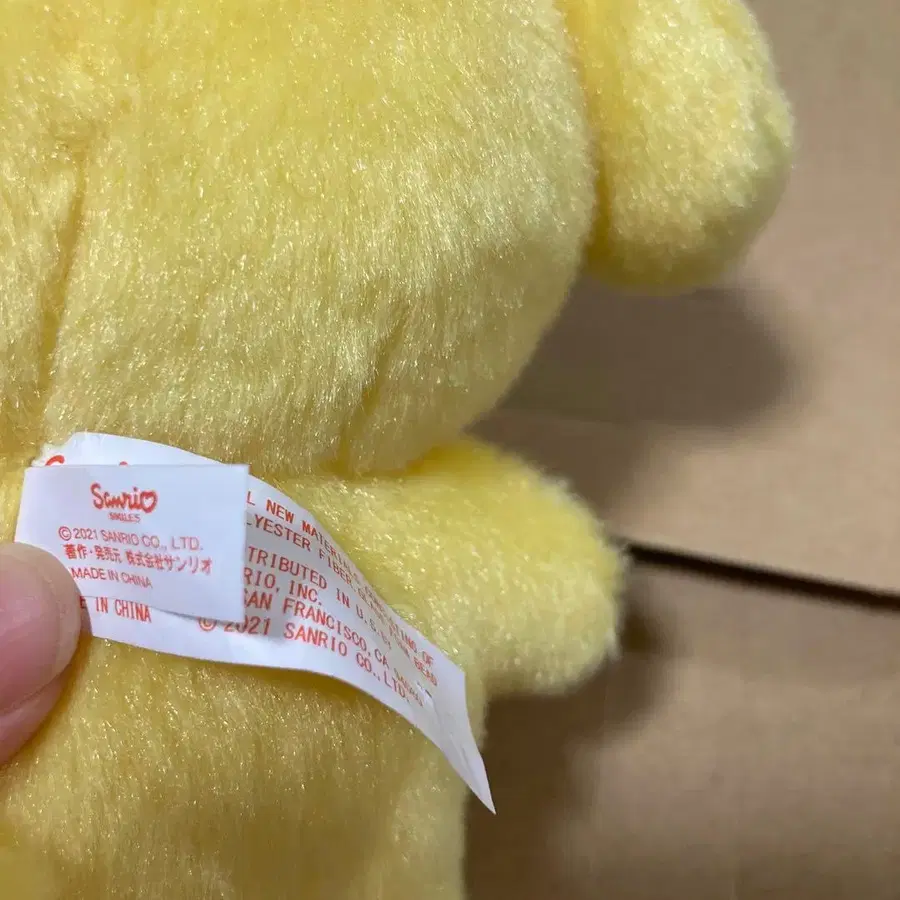 Sanrio
SMILES
© 2021 SANRIO CO., LTD.
著作・発売元 株式会社サンリオ
MADE IN CHINA
L NEW MATERIALS
LYESTER FIBER
TRIBUTED IN U.S. BY
RIO, INC.
SAN FRANCISCO, CA
© 2021 SANRIO CO., LTD.
E IN CHINA